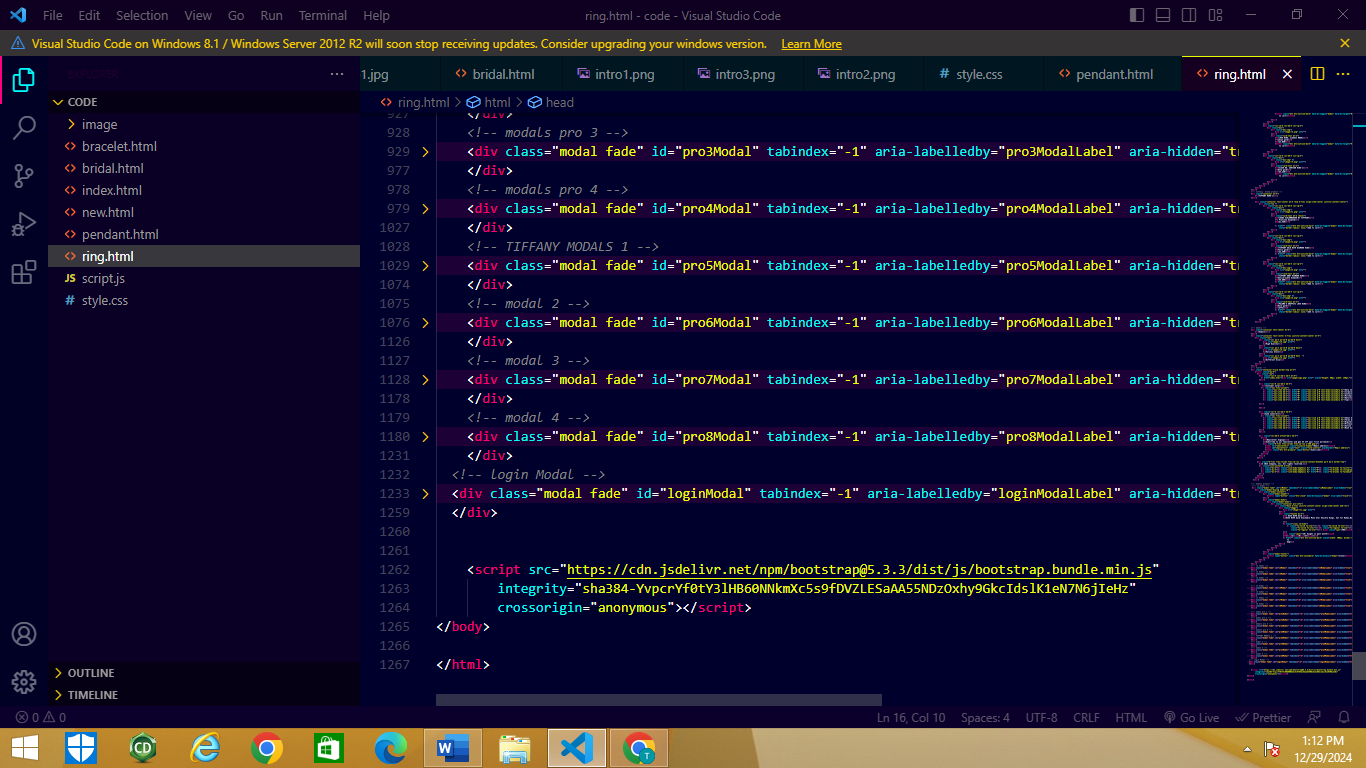 File Edit Selection View Go Run Terminal Help ring.html - code - Visual Studio Code
Visual Studio Code on Windows 8.1 / Windows Server 2012 R2 will soon stop receiving updates. Consider upgrading your windows version. Learn More
EXPLORER
1.jpg bridal.html intro1.png intro3.png intro2.png style.css pendant.html ring.html
CODE
image
bracelet.html
bridal.html
index.html
new.html
pendant.html
ring.html
script.js
style.css
OUTLINE
TIMELINE
ring.html > html > head
927 </div>
928 <!-- modals pro 3 -->
929 <div class="modal fade" id="pro3Modal" tabindex="-1" aria-labelledby="pro3ModalLabel" aria-hidden="tr
977 </div>
978 <!-- modals pro 4 -->
979 <div class="modal fade" id="pro4Modal" tabindex="-1" aria-labelledby="pro4ModalLabel" aria-hidden="tr
1027 </div>
1028 <!-- TIFFANY MODALS 1 -->
1029 <div class="modal fade" id="pro5Modal" tabindex="-1" aria-labelledby="pro5ModalLabel" aria-hidden="tr
1074 </div>
1075 <!-- modal 2 -->
1076 <div class="modal fade" id="pro6Modal" tabindex="-1" aria-labelledby="pro6ModalLabel" aria-hidden="tr
1126 </div>
1127 <!-- modal 3 -->
1128 <div class="modal fade" id="pro7Modal" tabindex="-1" aria-labelledby="pro7ModalLabel" aria-hidden="tr
1178 </div>
1179 <!-- modal 4 -->
1180 <div class="modal fade" id="pro8Modal" tabindex="-1" aria-labelledby="pro8ModalLabel" aria-hidden="tr
1231 </div>
1232 <!-- login Modal -->
1233 <div class="modal fade" id="loginModal" tabindex="-1" aria-labelledby="loginModalLabel" aria-hidden="tr
1259 </div>
1260
1261
1262 <script src="https://cdn.jsdelivr.net/npm/bootstrap@5.3.3/dist/js/bootstrap.bundle.min.js"
1263 integrity="sha384-YvpcrYf0tY3lHB60NNkmXc5s9fDVZLESaAA55NDzOxhy9GkcIdslK1eN7N6jIeHz"
1264 crossorigin="anonymous"></script>
1265 </body>
1266
1267 </html>
0 0 Ln 16, Col 10 Spaces: 4 UTF-8 CRLF HTML Go Live Prettier
1:12 PM
12/29/2024